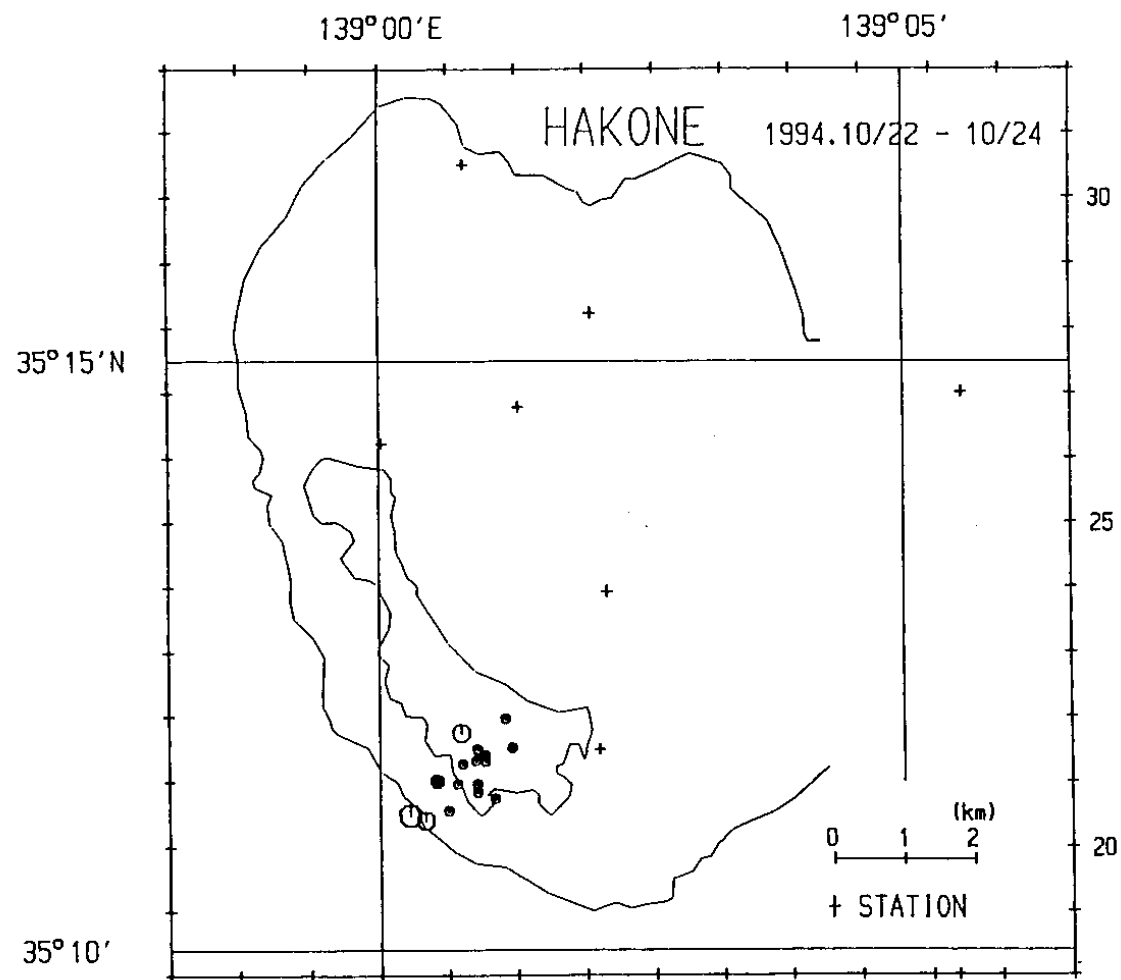 139°00'E 139°05'
HAKONE 1994.10/22 - 10/24
30
35°15'N
25
(km)
0 1 2
20
+ STATION
35°10'